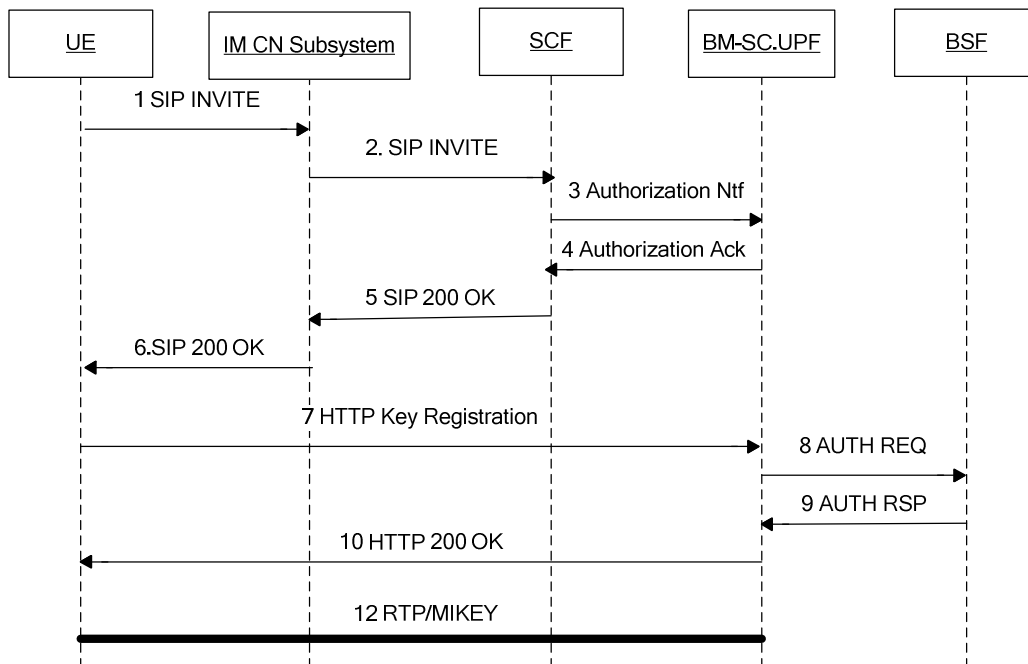 UE
IM CN Subsystem
SCF
BM-SC.UPF
BSF
1 SIP INVITE
2. SIP INVITE
3 Authorization Ntf
4 Authorization Ack
5 SIP 200 OK
6.SIP 200 OK
7 HTTP Key Registration
8 AUTH REQ
9 AUTH RSP
10 HTTP 200 OK
12 RTP/MIKEY